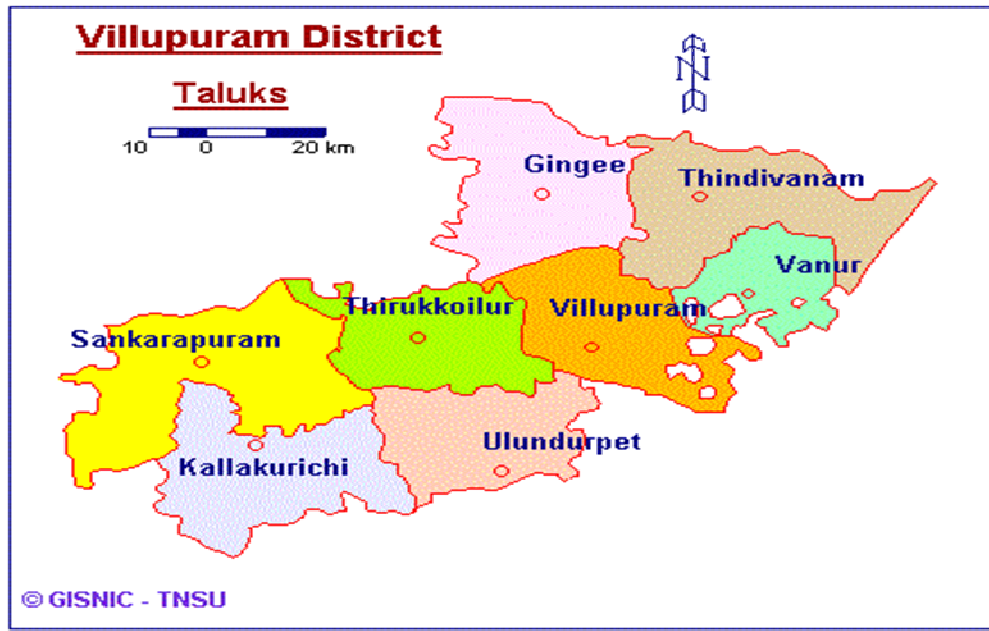 Villupuram District
Taluks
10 0 20 km
N
Gingee
Thindivanam
Vanur
Thirukkoilur
Villupuram
Sankarapuram
Ulundurpet
Kallakurichi
© GISNIC - TNSU